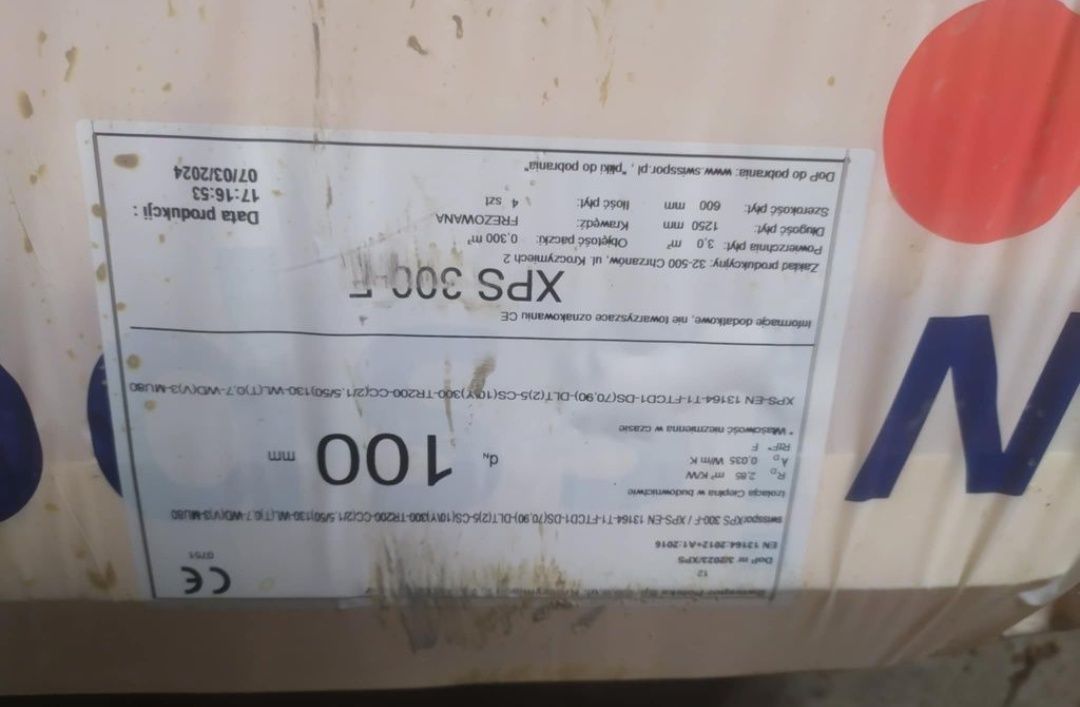 Swisspor Polska Sp.
12
DoP nr 3/2023/XPS
EN 13164:2012+A1:2016
CE
0751
swissporXPS 300-F / XPS-EN 13164-T1-FTCD1-DS(70,90)-DLT(2)5-CS(10\Y)300-TR200-CC(2/1,5/50)130-WL(T)0,7-WD(V)3-MU80
Izolacja Cieplna w budownictwie
R_D 2,85 m² K/W
λ_D 0,035 W/m K
RtF* F
* Właściwość niezmienna w czasie
d_N 100 mm
XPS-EN 13164-T1-FTCD1-DS(70,90)-DLT(2)5-CS(10\Y)300-TR200-CC(2/1,5/50)130-WL(T)0,7-WD(V)3-MU80
Informacje dodatkowe, nie towarzyszące oznakowaniu CE
XPS 300-F
Zakład produkcyjny: 32-500 Chrzanów, ul. Kroczymiech 2
Powierzchnia płyt: 3,0 m² Objętość paczki: 0,300 m³
Długość płyt: 1250 mm Krawędź: FREZOWANA
Szerokość płyt: 600 mm Ilość płyt: 4 szt
DoP do pobrania: www.swisspor.pl , "pliki do pobrania"
Data produkcji :
17:16:53
07/03/2024